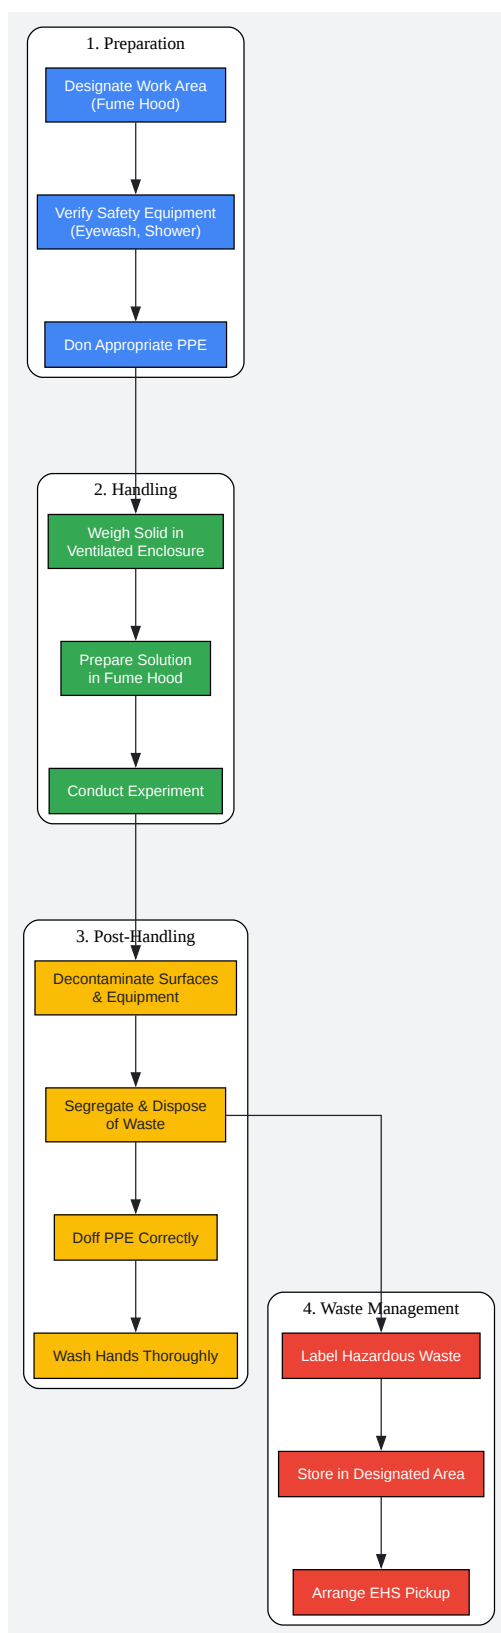 1. Preparation
Designate Work Area
(Fume Hood)
Verify Safety Equipment
(Eyewash, Shower)
Don Appropriate PPE
2. Handling
Weigh Solid in
Ventilated Enclosure
Prepare Solution
in Fume Hood
Conduct Experiment
3. Post-Handling
Decontaminate Surfaces
& Equipment
Segregate & Dispose
of Waste
Doff PPE Correctly
Wash Hands Thoroughly
4. Waste Management
Label Hazardous Waste
Store in Designated Area
Arrange EHS Pickup